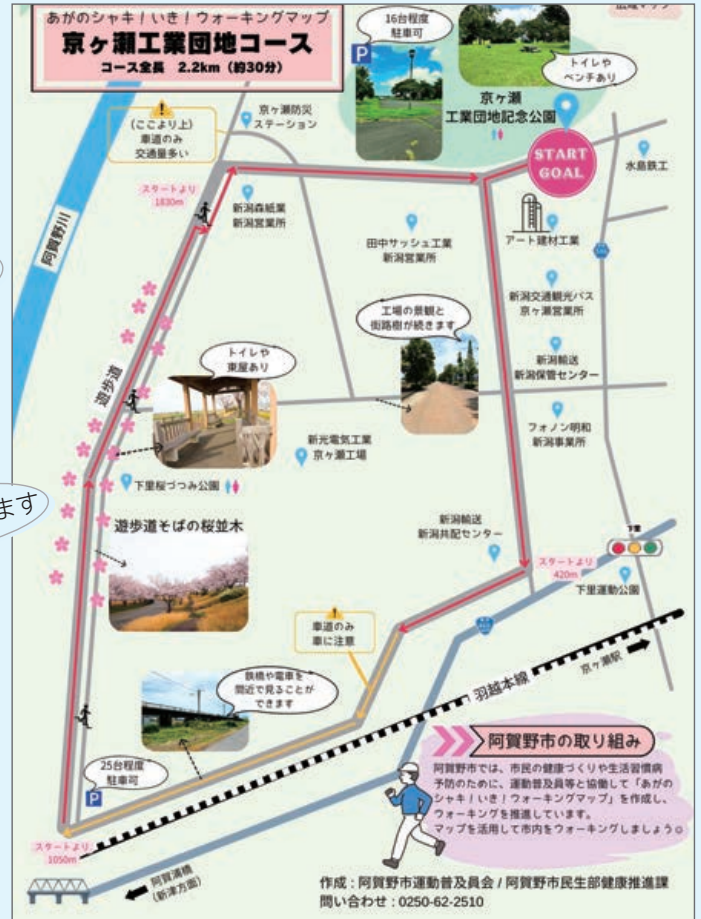 あがのシャキ！いき！ウォーキングマップ
京ヶ瀬工業団地コース
コース全長　2.2km（約30分）
16台程度
駐車可
P
トイレや
ベンチあり
京ヶ瀬
工業団地記念公園
START
GOAL
水島鉄工
（ここより上）
車道のみ
交通量多い
京ヶ瀬防災
ステーション
スタートより
1830m
阿賀野川
新潟森紙業
新潟営業所
田中サッシュ工業
新潟営業所
アート建材工業
新潟交通観光バス
京ヶ瀬営業所
工場の景観と
街路樹が続きます
新潟輸送
新潟保管センター
遊歩道
トイレや
東屋あり
フォノン明和
新潟事業所
新光電気工業
京ヶ瀬工場
下里桜づつみ公園
ます
遊歩道そばの桜並木
新潟輸送
新潟共配センター
スタートより
420m
下里
下里運動公園
車道のみ
車に注意
京ヶ瀬駅
羽越本線
鉄橋や電車を
間近で見ることが
できます
25台程度
駐車可
P
スタートより
1050m
阿賀浦橋
（新津方面）
阿賀野市の取り組み
阿賀野市では、市民の健康づくりや生活習慣病
予防のために、運動普及員等と協働して「あがの
シャキ！いき！ウォーキングマップ」を作成し、
ウォーキングを推進しています。
マップを活用して市内をウォーキングしましょう☺
作成：阿賀野市運動普及員会 / 阿賀野市民生部健康推進課
問い合わせ：0250-62-2510